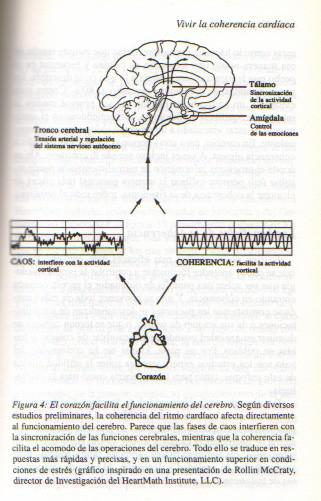 Vivir la coherencia cardíaca
Tálamo
Sincronización
de la actividad
cortical
Amígdala
Control
de las emociones
Tronco cerebral
Tensión arterial y regulación
del sistema nervioso autónomo
CAOS: interfiere con la actividad
cortical
COHERENCIA: facilita la actividad
cortical
Corazón
Figura 4: El corazón facilita el funcionamiento del cerebro. Según diversos
estudios preliminares, la coherencia del ritmo cardíaco afecta directamente
al funcionamiento del cerebro. Parece que las fases de caos interfieren con
la sincronización de las funciones cerebrales, mientras que la coherencia fa-
cilita el acomodo de las operaciones del cerebro. Todo ello se traduce en res-
puestas más rápidas y precisas, y en un funcionamiento superior en condi-
ciones de estrés (gráfico inspirado en una presentación de Rollin McCraty,
director de Investigación del HeartMath Institute, LLC).